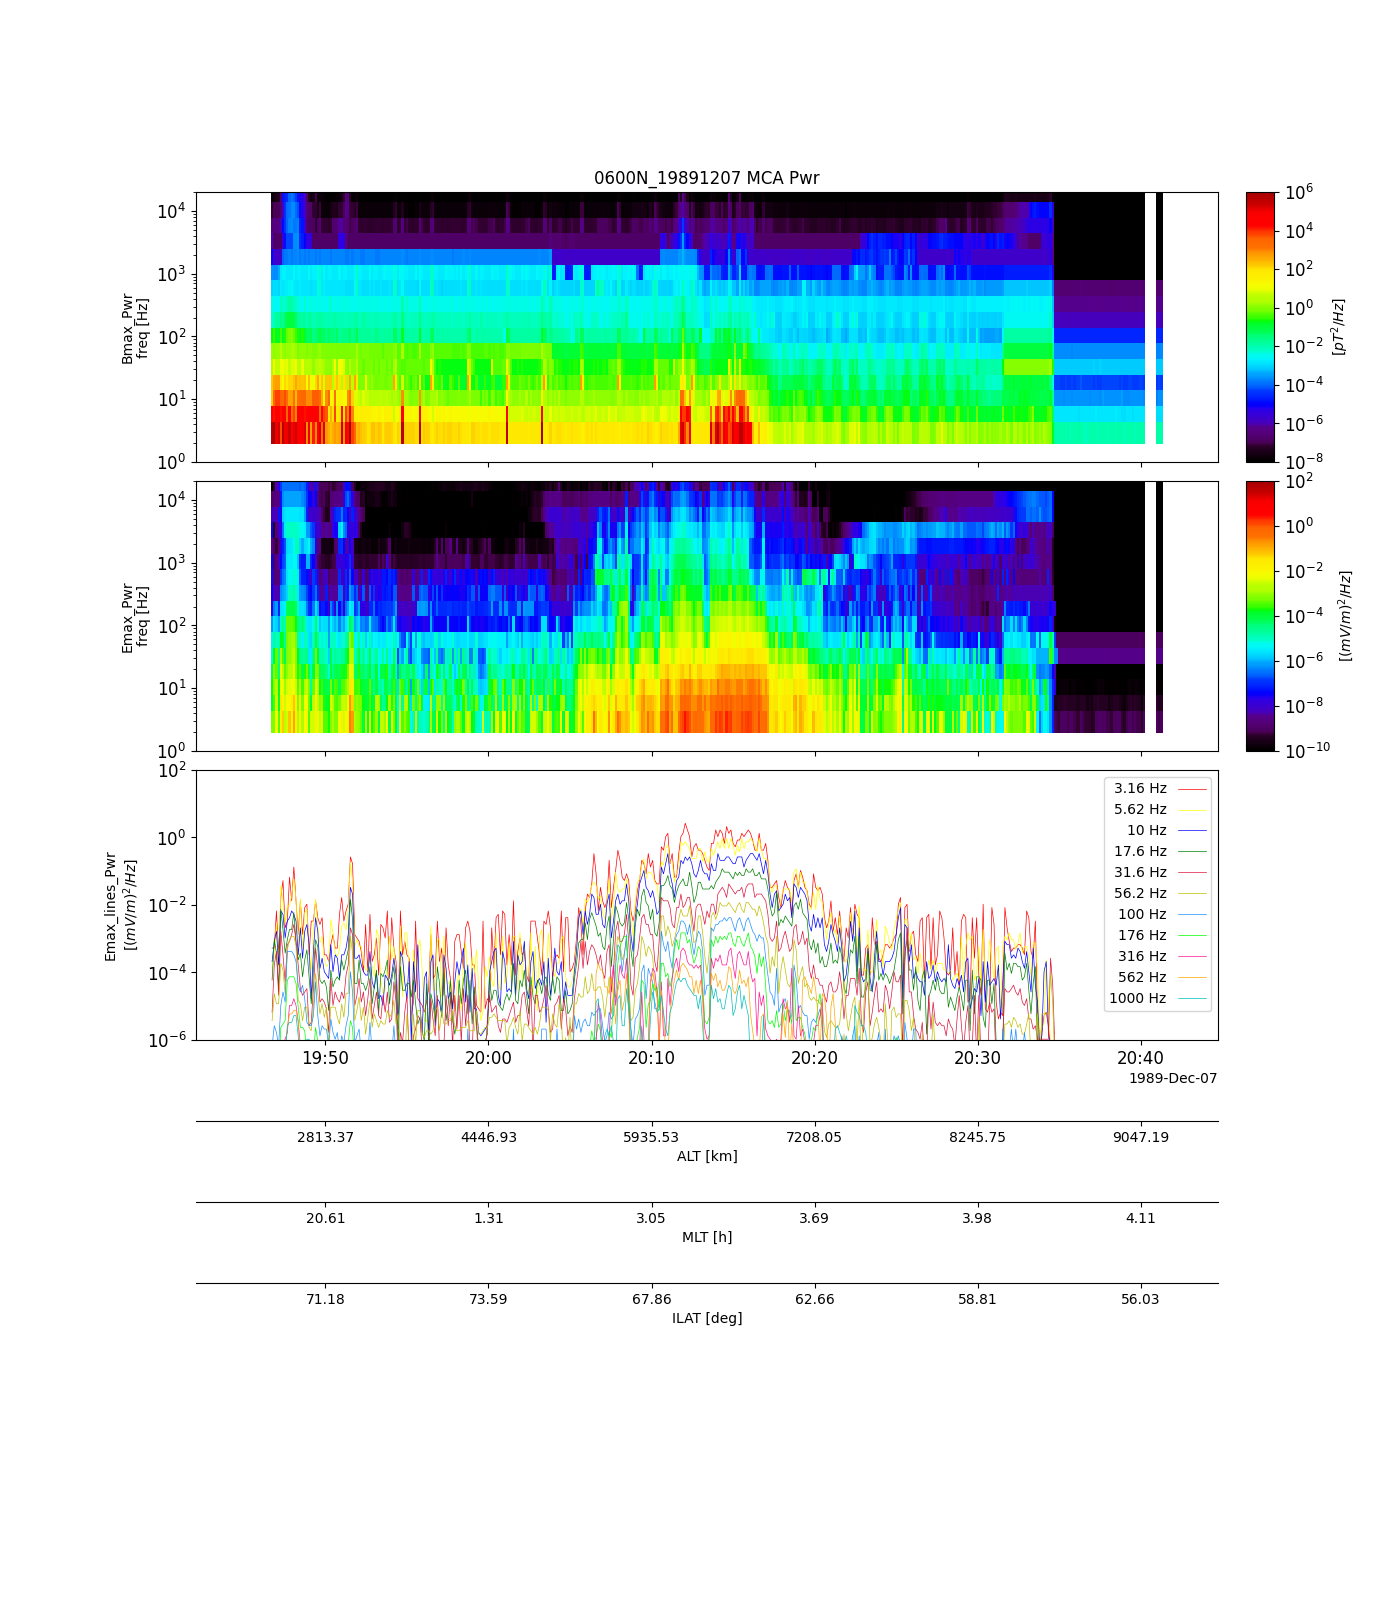 0600N_19891207 MCA Pwr
10^4
10^3
10^2
10^1
10^0
Bmax_Pwr
freq [Hz]
10^6
10^4
10^2
10^0
10^-2
10^-4
10^-6
10^-8
[pT^2/Hz]
10^4
10^3
10^2
10^1
10^0
Emax_Pwr
freq [Hz]
10^2
10^0
10^-2
10^-4
10^-6
10^-8
10^-10
[(mV/m)^2/Hz]
10^2
10^0
10^-2
10^-4
10^-6
Emax_lines_Pwr
[(mV/m)^2/Hz]
3.16 Hz
5.62 Hz
10 Hz
17.6 Hz
31.6 Hz
56.2 Hz
100 Hz
176 Hz
316 Hz
562 Hz
1000 Hz
19:50 20:00 20:10 20:20 20:30 20:40
1989-Dec-07
2813.37 4446.93 5935.53 7208.05 8245.75 9047.19
ALT [km]
20.61 1.31 3.05 3.69 3.98 4.11
MLT [h]
71.18 73.59 67.86 62.66 58.81 56.03
ILAT [deg]